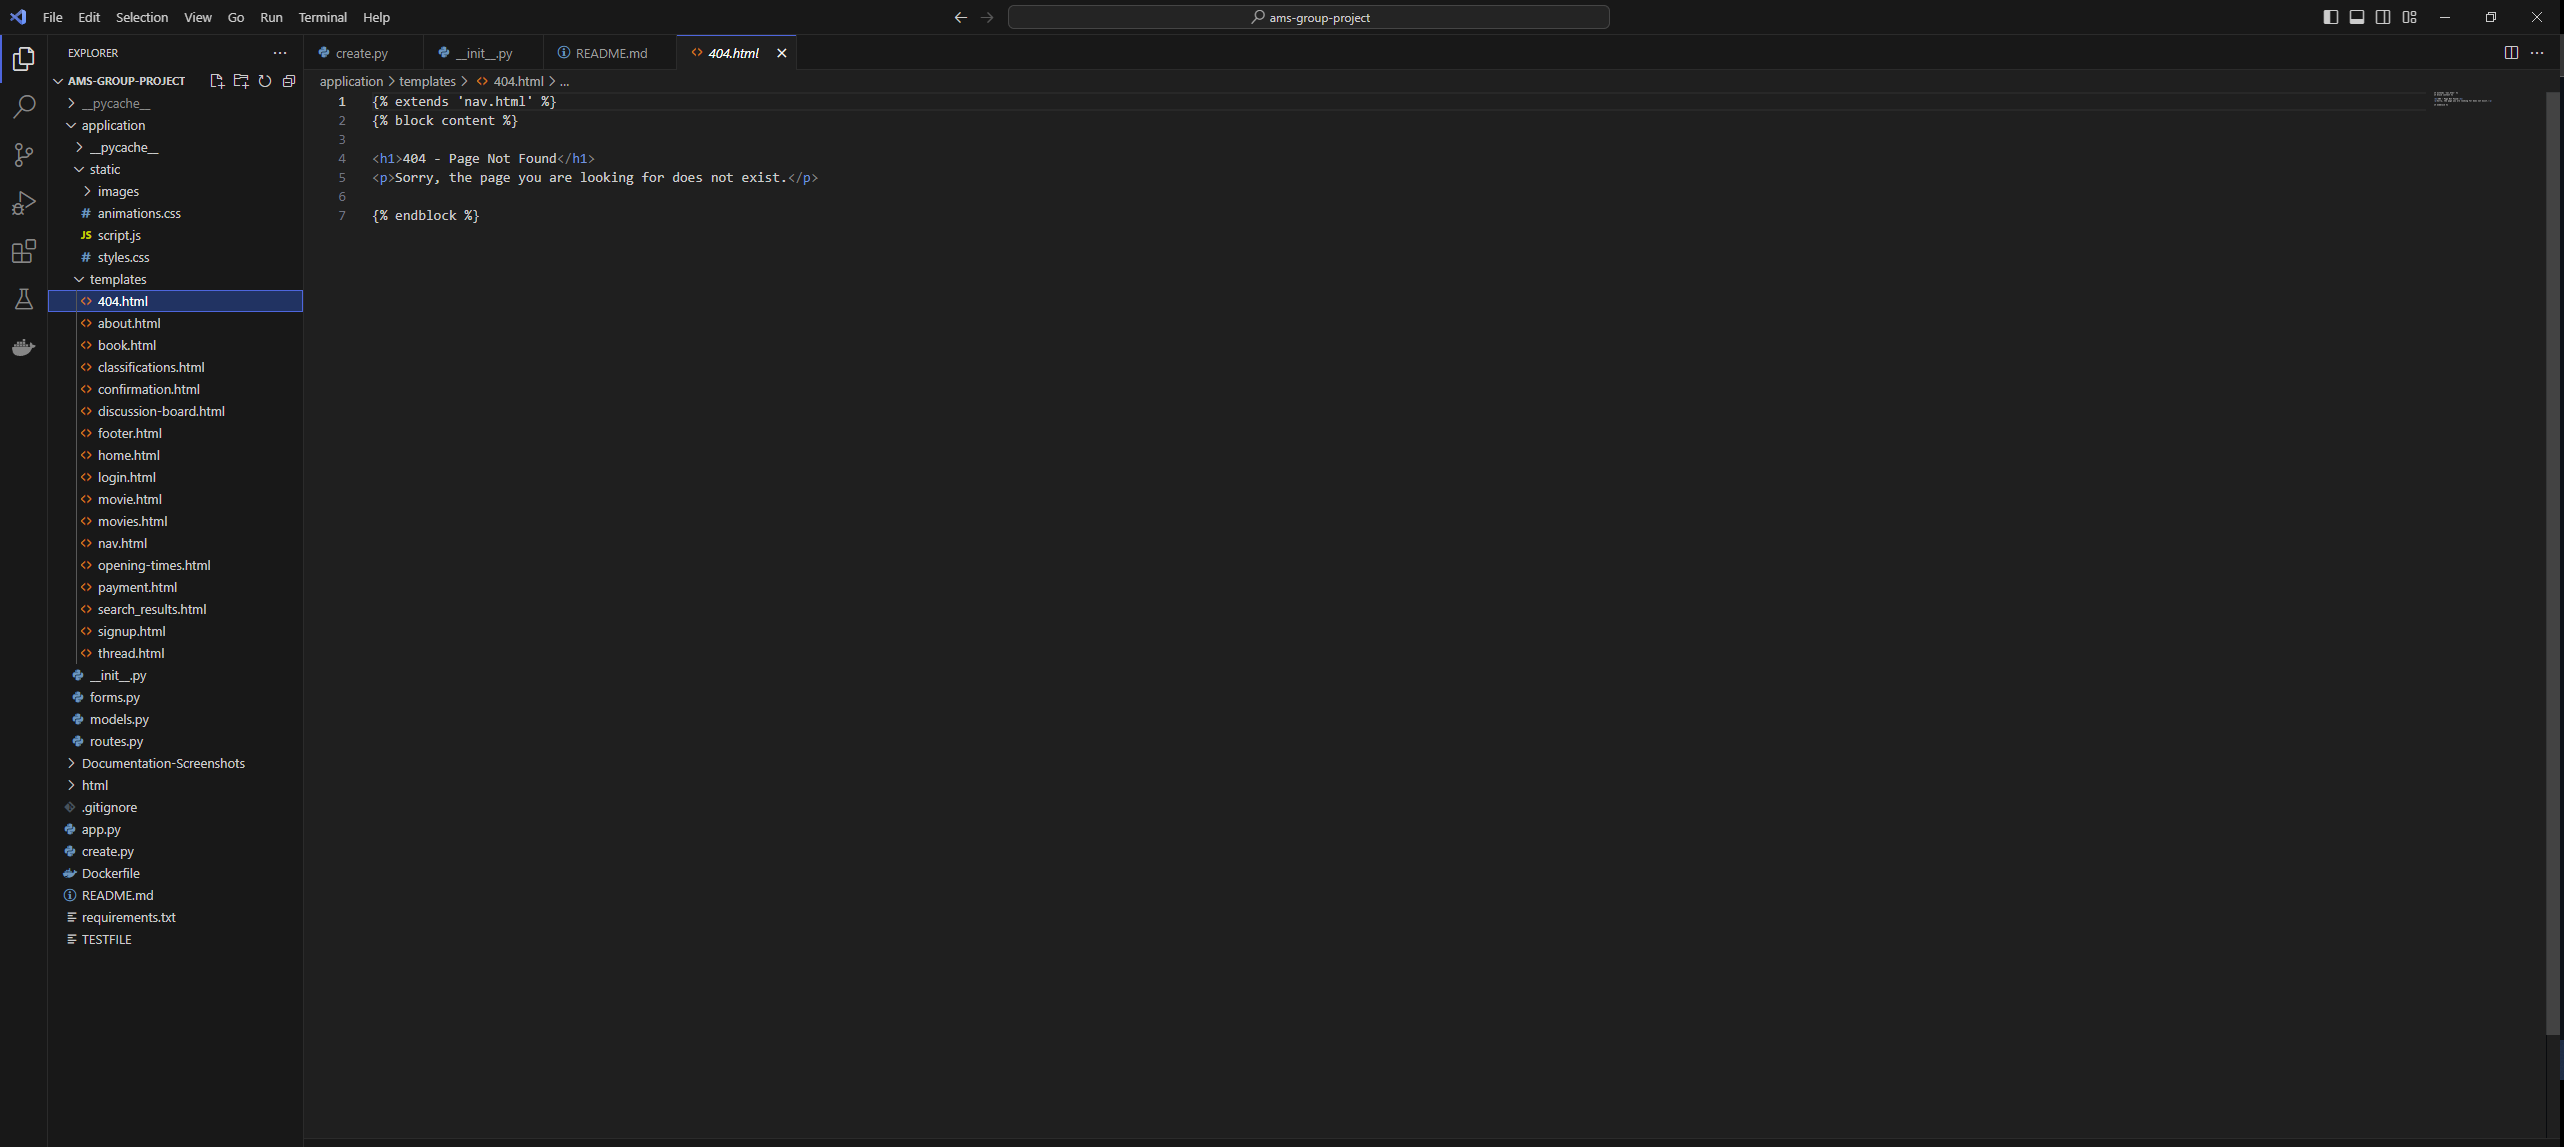 File Edit Selection View Go Run Terminal Help
ams-group-project
EXPLORER
AMS-GROUP-PROJECT
__pycache__
application
__pycache__
static
images
# animations.css
JS script.js
# styles.css
templates
<> 404.html
<> about.html
<> book.html
<> classifications.html
<> confirmation.html
<> discussion-board.html
<> footer.html
<> home.html
<> login.html
<> movie.html
<> movies.html
<> nav.html
<> opening-times.html
<> payment.html
<> search_results.html
<> signup.html
<> thread.html
__init__.py
forms.py
models.py
routes.py
Documentation-Screenshots
html
.gitignore
app.py
create.py
Dockerfile
README.md
requirements.txt
TESTFILE
create.py __init__.py README.md <> 404.html
application > templates > <> 404.html > ...
1 {% extends 'nav.html' %}
2 {% block content %}
3
4 <h1>404 - Page Not Found</h1>
5 <p>Sorry, the page you are looking for does not exist.</p>
6
7 {% endblock %}